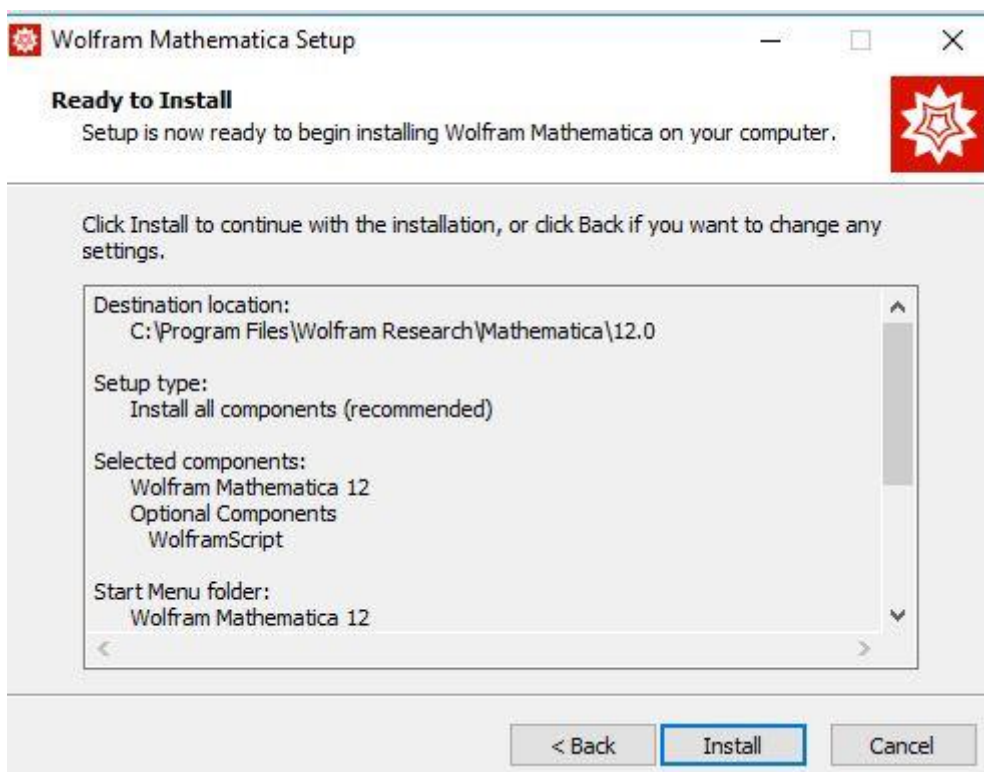 Wolfram Mathematica Setup
Ready to Install
Setup is now ready to begin installing Wolfram Mathematica on your computer.
Click Install to continue with the installation, or click Back if you want to change any
settings.
Destination location:
C:\Program Files\Wolfram Research\Mathematica\12.0
Setup type:
Install all components (recommended)
Selected components:
Wolfram Mathematica 12
Optional Components
WolframScript
Start Menu folder:
Wolfram Mathematica 12
< Back Install Cancel